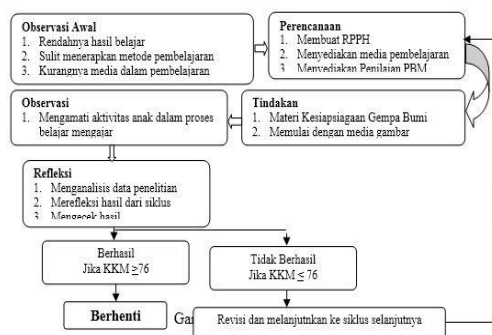 Observasi Awal
1. Rendahnya hasil belajar
2. Sulit menerapkan metode pembelajaran
3. Kurangnya media dalam pembelajaran
Perencanaan
1. Membuat RPPH
2. Menyediakan media pembelajaran
3. Menyediakan Penilaian PBM
Observasi
1. Mengamati aktivitas anak dalam proses
belajar mengajar
Tindakan
1. Materi Kesiapsiagaan Gempa Bumi
2. Memulai dengan media gambar
Refleksi
1. Menganalisis data penelitian
2. Merefleksi hasil dari siklus
3. Mengecek hasil
Berhasil
Jika KKM ≥76
Tidak Berhasil
Jika KKM ≤ 76
Berhenti
Revisi dan melanjutnkan ke siklus selanjutnya